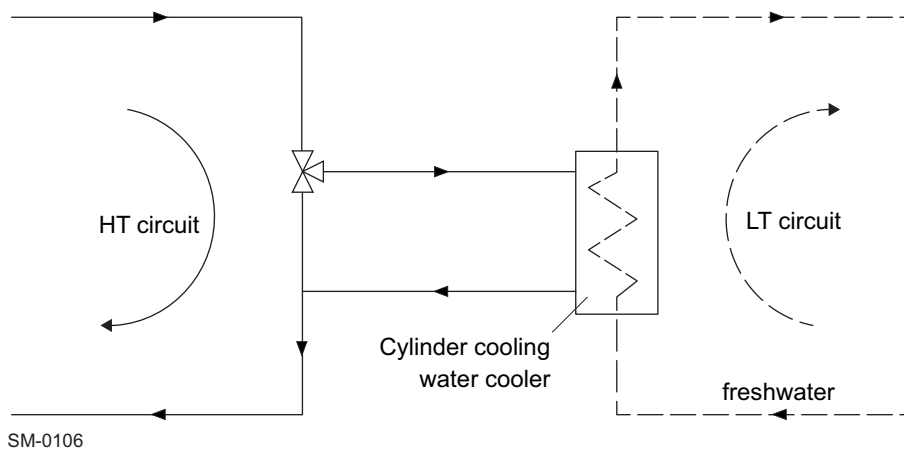 HT circuit
LT circuit
Cylinder cooling
water cooler
freshwater
SM-0106